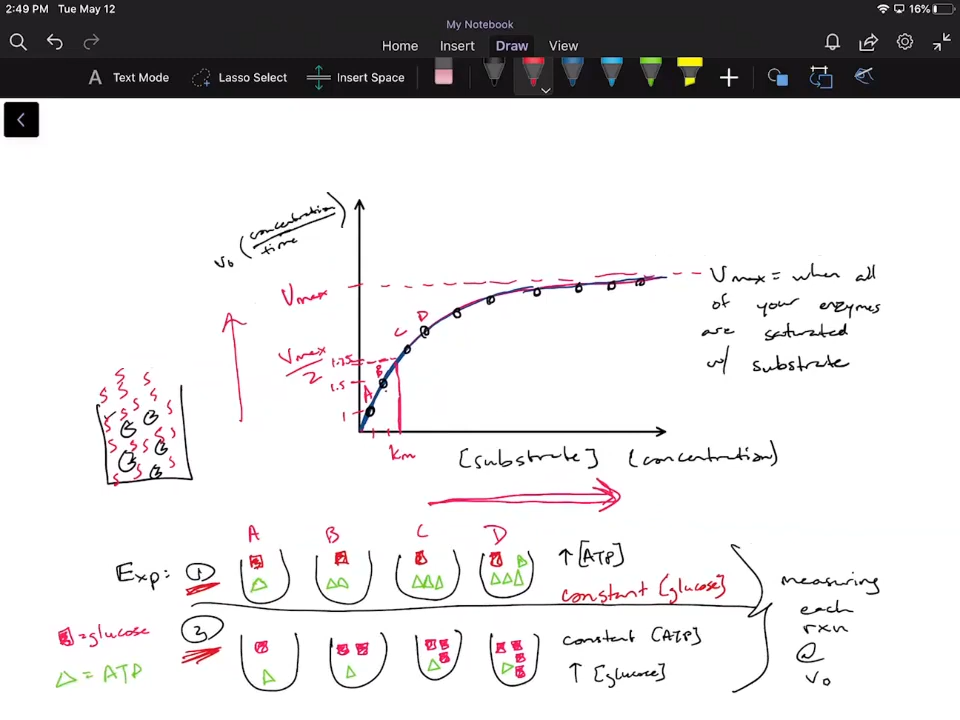 2:49 PM Tue May 12
16%
My Notebook
Home Insert Draw View
A Text Mode Lasso Select Insert Space
v₀ (concentration/time)
Vmax
Vmax/2
1.75
1.5
1
A
B
C
D
Km
[substrate] (concentration)
Vmax = when all
of your enzymes
are saturated
w/ substrate
S S S S S S S S S S S S S S S S S S
A B C D
Exp: 1
↑ [ATP]
constant [glucose]
2
constant [ATP]
↑ [glucose]
=glucose
△ = ATP
measuring
each
rxn
@
v₀